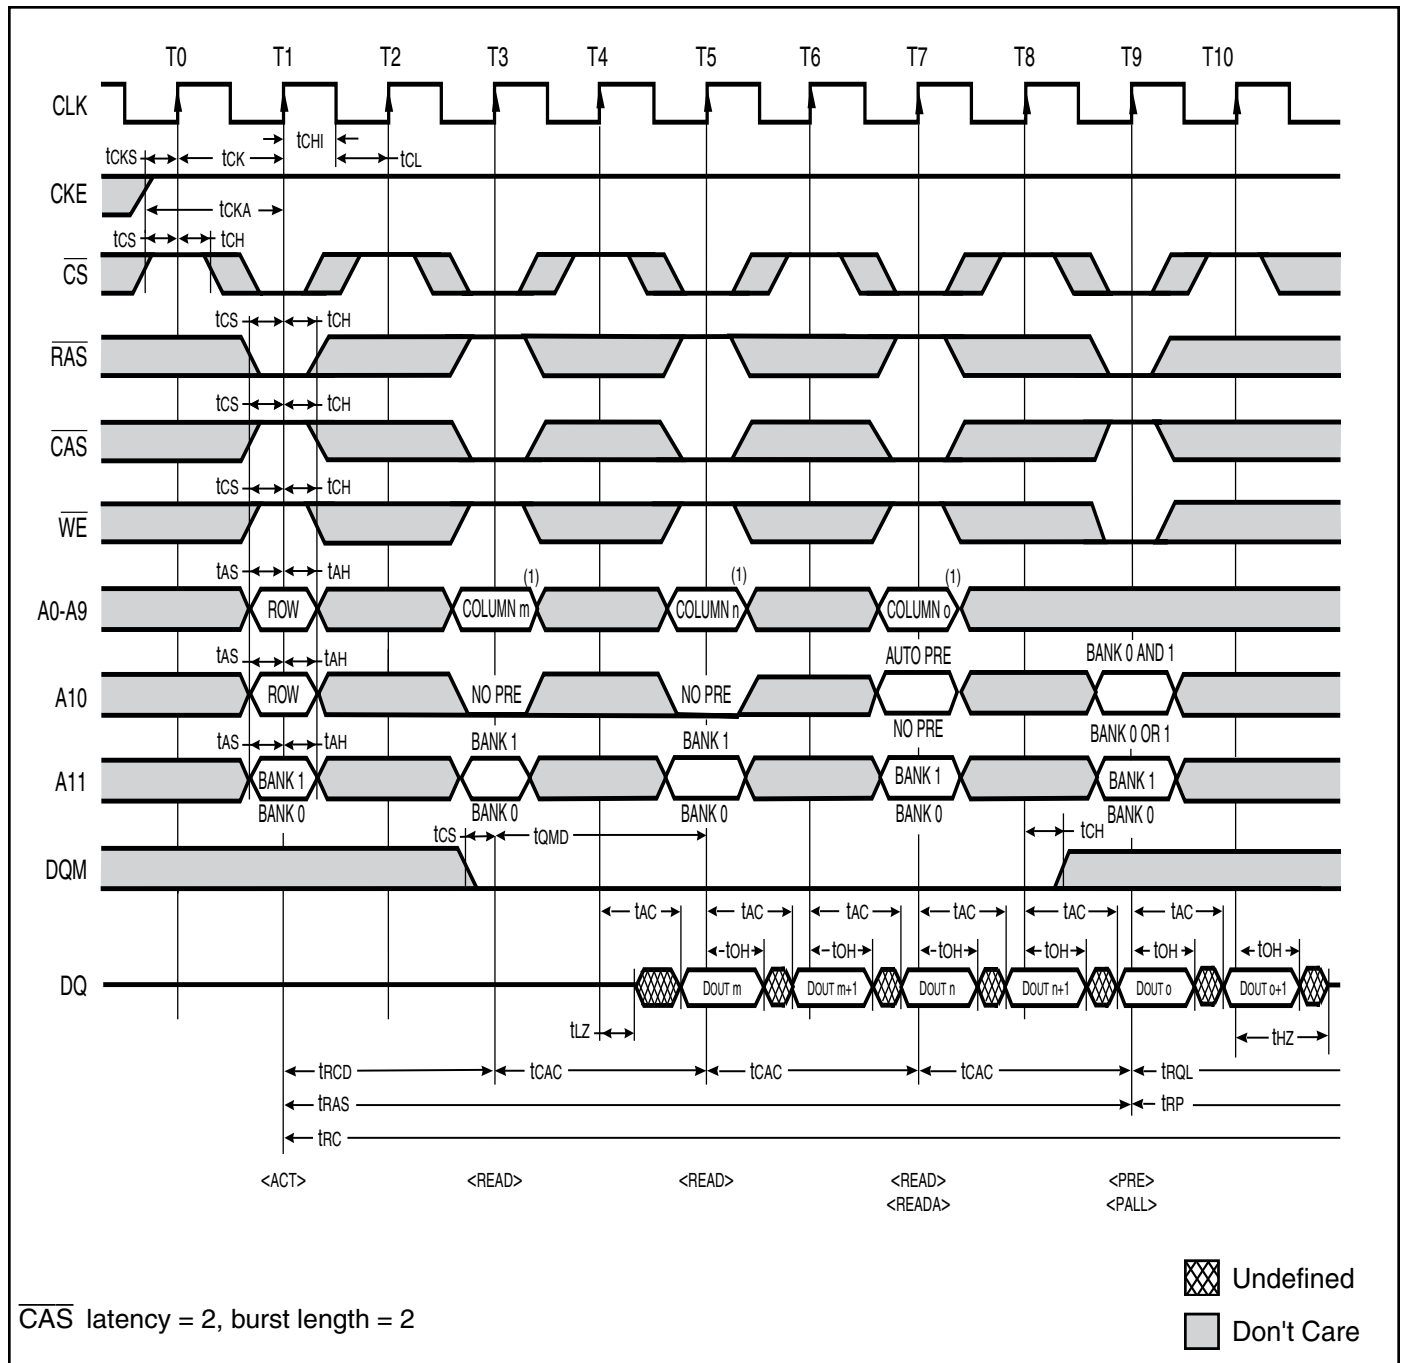 T0 T1 T2 T3 T4 T5 T6 T7 T8 T9 T10
CLK
tCHI
tCKS tCK tCL
CKE
tCKA
tCS tCH
CS
tCS tCH
RAS
tCS tCH
CAS
tCS tCH
WE
tAS tAH (1) (1) (1)
A0-A9 ROW COLUMN m COLUMN n COLUMN o
tAS tAH AUTO PRE BANK 0 AND 1
A10 ROW NO PRE NO PRE
NO PRE BANK 0 OR 1
tAS tAH BANK 1 BANK 1
A11 BANK 1 BANK 1 BANK 1
BANK 0 BANK 0 BANK 0 BANK 0 BANK 0
tCS tQMD tCH
DQM
tAC tAC tAC tAC tAC tAC
tOH tOH tOH tOH tOH tOH
DQ DOUT m DOUT m+1 DOUT n DOUT n+1 DOUT o DOUT o+1
tLZ tHZ
tRCD tCAC tCAC tCAC tRQL
tRAS tRP
tRC
<ACT> <READ> <READ> <READ> <PRE>
<READA> <PALL>
Undefined
CAS latency = 2, burst length = 2
Don't Care